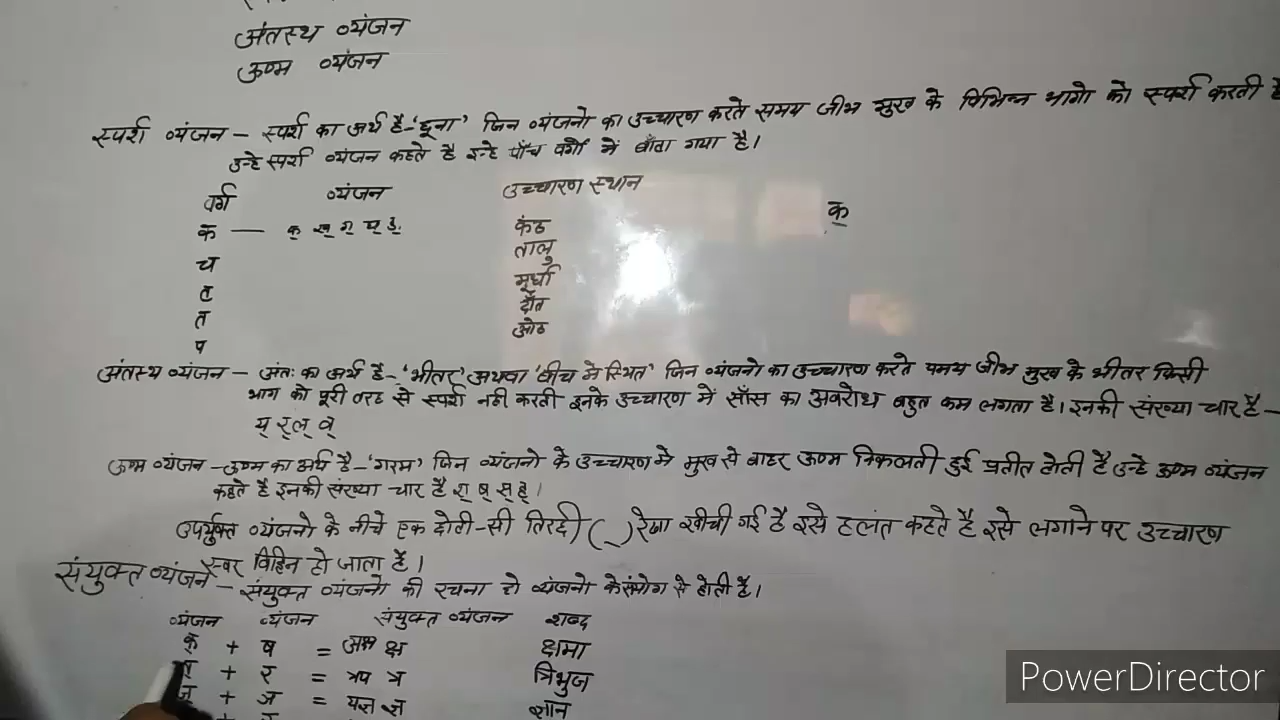 अंतस्थ व्यंजन
ऊष्म व्यंजन
स्पर्श व्यंजन – स्पर्श का अर्थ है-'छूना' जिन व्यंजनो का उच्चारण करते समय जीभ मुख के विभिन्न भागो को स्पर्श करती है
उन्हे स्पर्श व्यंजन कहते है इन्हे पाँच वर्गो में बाँटा गया है।
वर्ग व्यंजन उच्चारण स्थान
क — क् ख् ग् घ् ङ् कंठ क्
च तालु
ट मूर्धा
त दाँत
प ओठ
अंतस्थ व्यंजन – अंतः का अर्थ है-'भीतर' अथवा 'बीच मे स्थित' जिन व्यंजनो का उच्चारण करते समय जीभ मुख के भीतर किसी
भाग को पूरी तरह से स्पर्श नही करती इनके उच्चारण में साँस का अवरोध बहुत कम लगता है। इनकी संख्या चार है –
य् र् ल् व्
ऊष्म व्यंजन – ऊष्म का अर्थ है–'गरम' जिन व्यंजनो के उच्चारण मे मुख से बाहर ऊष्म निकलती हुई प्रतीत होती है उन्हे ऊष्म व्यंजन
कहते है इनकी संख्या चार है श् ष् स् ह्।
उपर्युक्त व्यंजनो के नीचे एक छोटी-सी तिरछी (\) रेखा खीची गई है इसे हलंत कहते है इसे लगाने पर उच्चारण
स्वर विहिन हो जाता है।
संयुक्त व्यंजन – संयुक्त व्यंजनो की रचना दो व्यंजनो के संयोग से होती है।
व्यंजन व्यंजन संयुक्त व्यंजन शब्द
क् + ष = क्ष क्षमा
+ र = त्र त्रिभुज
ज् + ञ = ज्ञ ज्ञान
PowerDirector